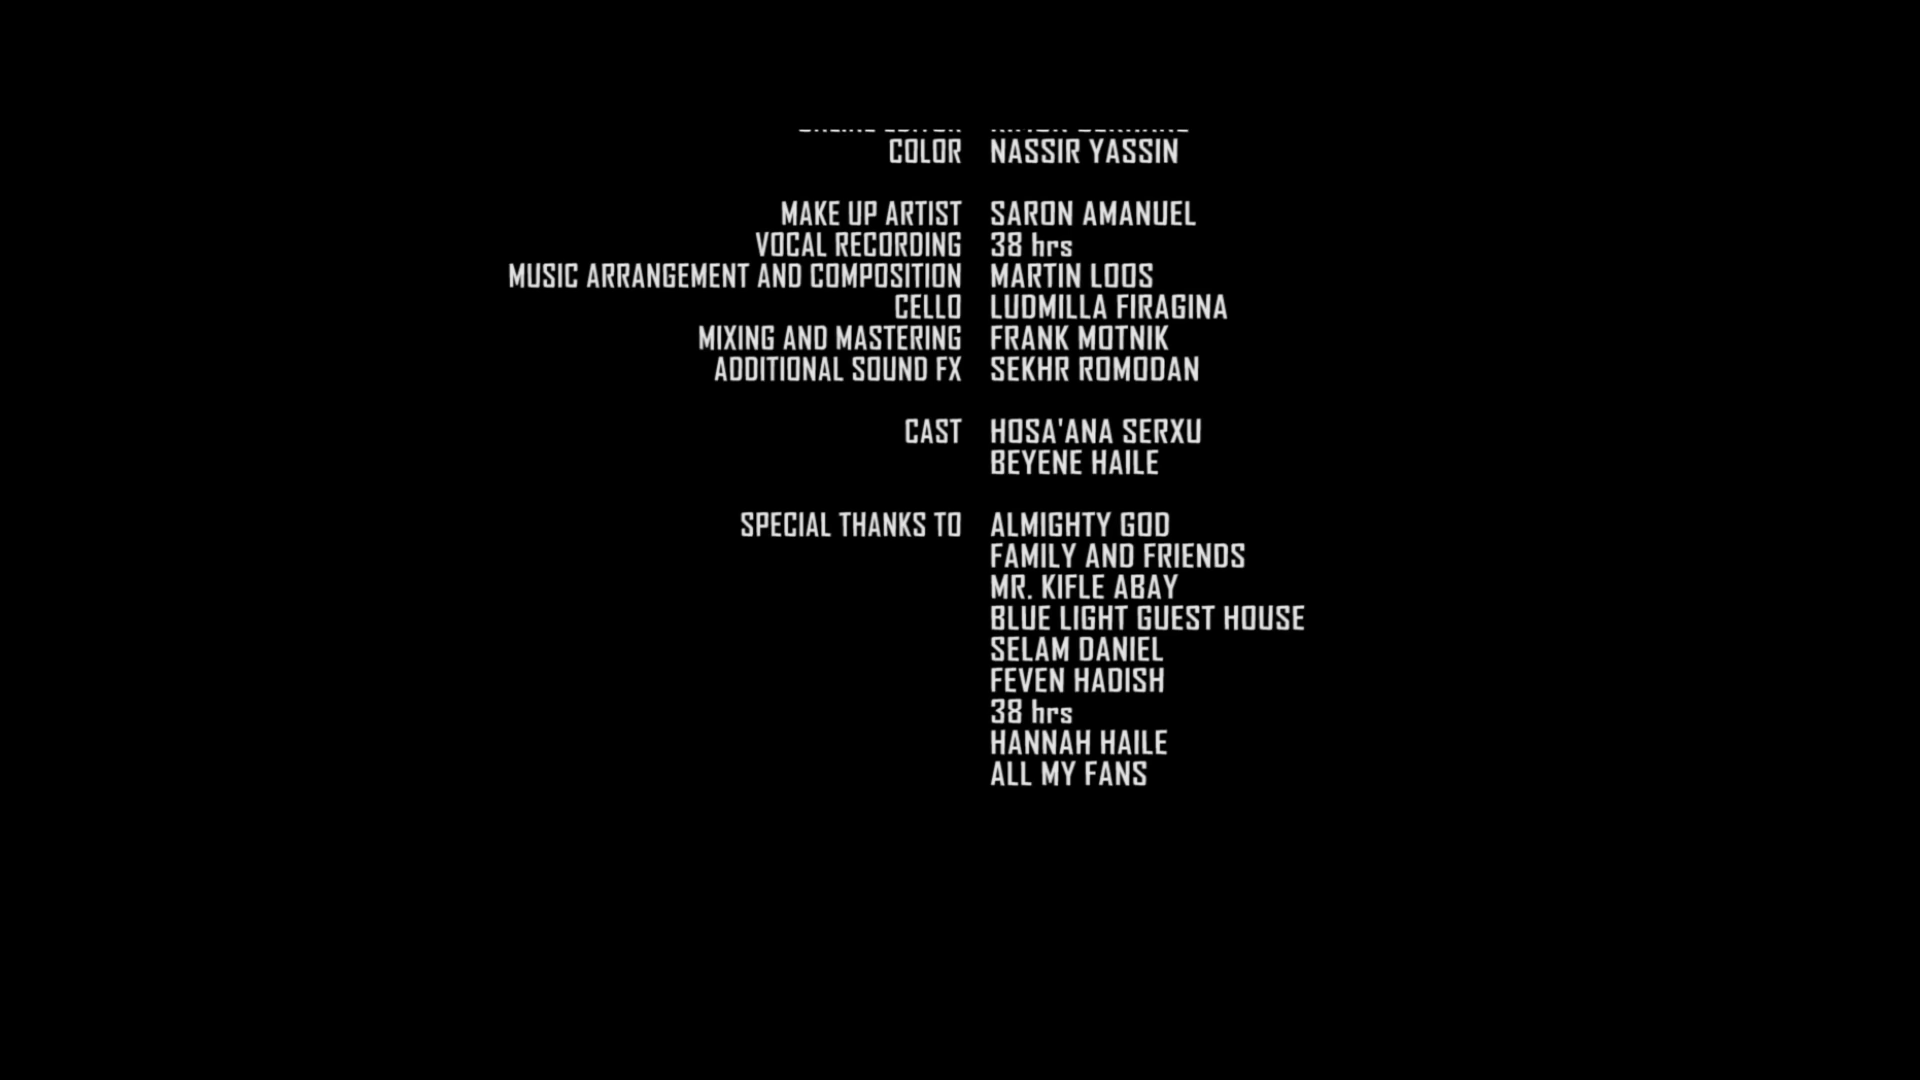 COLOR NASSIR YASSIN
MAKE UP ARTIST SARON AMANUEL
VOCAL RECORDING 38 hrs
MUSIC ARRANGEMENT AND COMPOSITION MARTIN LOOS
CELLO LUDMILLA FIRAGINA
MIXING AND MASTERING FRANK MOTNIK
ADDITIONAL SOUND FX SEKHR ROMODAN
CAST HOSA'ANA SERXU
BEYENE HAILE
SPECIAL THANKS TO ALMIGHTY GOD
FAMILY AND FRIENDS
MR. KIFLE ABAY
BLUE LIGHT GUEST HOUSE
SELAM DANIEL
FEVEN HADISH
38 hrs
HANNAH HAILE
ALL MY FANS